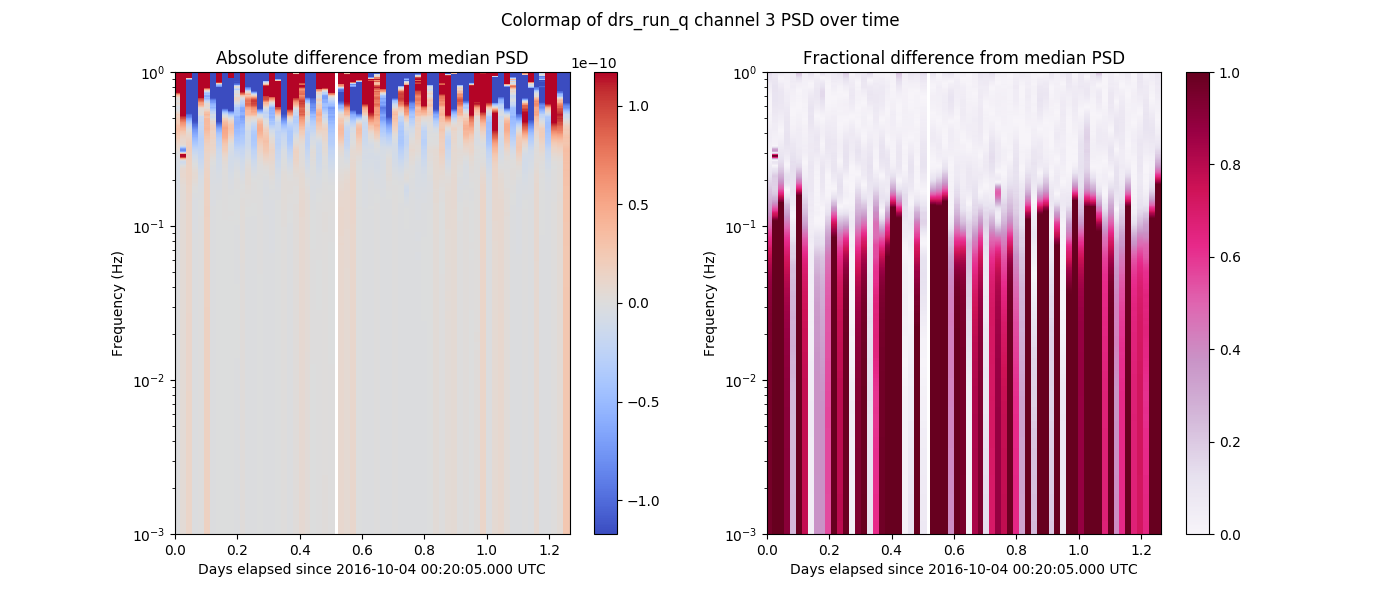 Colormap of drs_run_q channel 3 PSD over time
Absolute difference from median PSD
1e−10
10⁰
10⁻¹
10⁻²
10⁻³
Frequency (Hz)
0.0 0.2 0.4 0.6 0.8 1.0 1.2
Days elapsed since 2016-10-04 00:20:05.000 UTC
1.0
0.5
0.0
−0.5
−1.0
Fractional difference from median PSD
10⁰
10⁻¹
10⁻²
10⁻³
Frequency (Hz)
0.0 0.2 0.4 0.6 0.8 1.0 1.2
Days elapsed since 2016-10-04 00:20:05.000 UTC
1.0
0.8
0.6
0.4
0.2
0.0